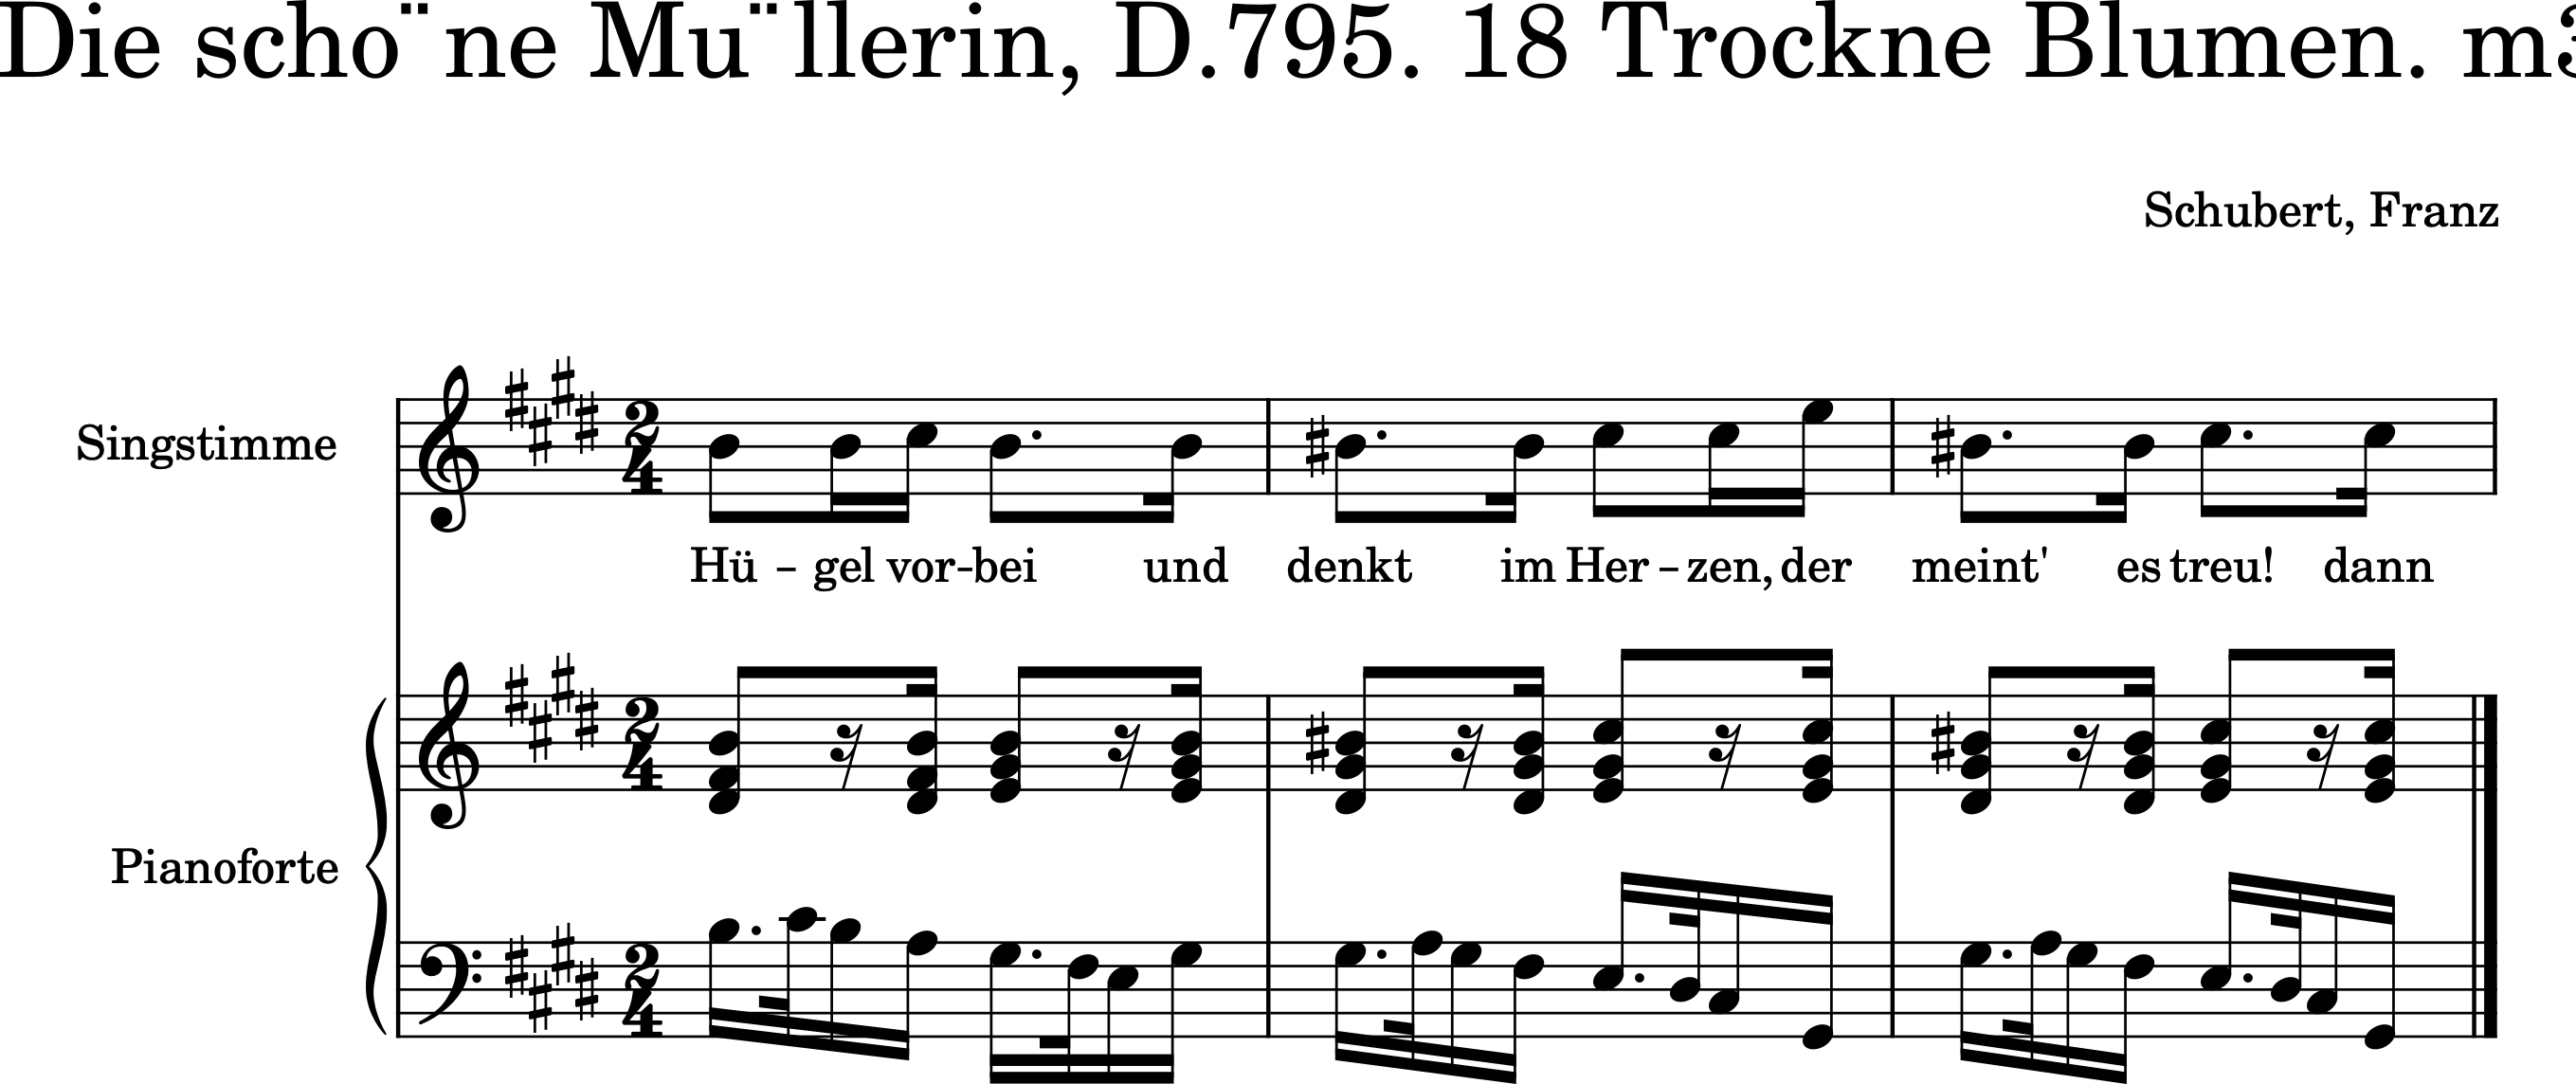 Die scho¨ne Mu¨llerin, D.795. 18 Trockne Blumen. m3
Schubert, Franz
Singstimme
Hü - gel vor-bei und denkt im Her - zen, der meint' es treu! dann
Pianoforte